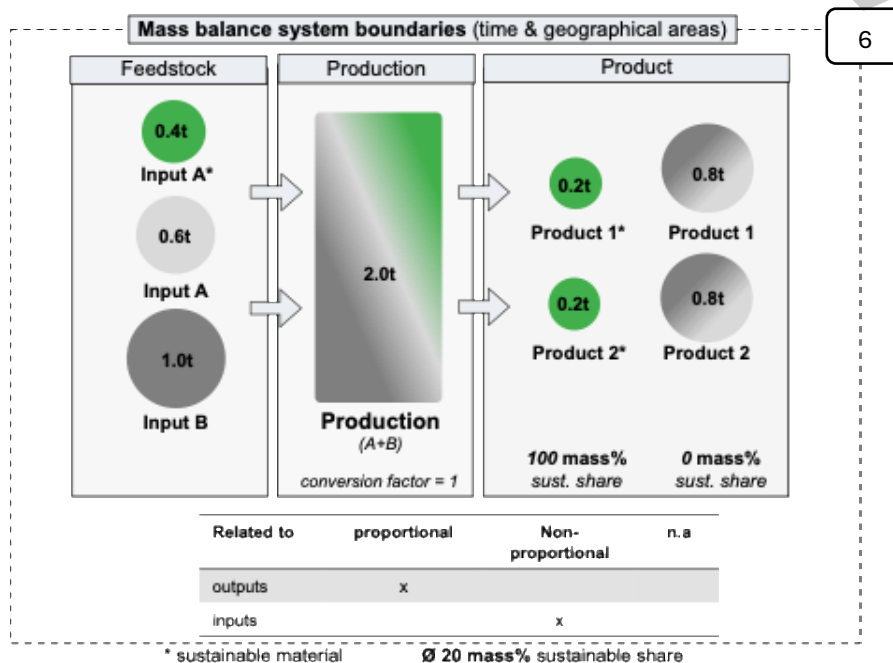 Mass balance system boundaries (time & geographical areas)
6
Feedstock
Production
Product
0.4t
Input A*
0.6t
Input A
1.0t
Input B
2.0t
Production
(A+B)
conversion factor = 1
0.2t
0.8t
Product 1*
Product 1
0.2t
0.8t
Product 2*
Product 2
100 mass%
sust. share
0 mass%
sust. share
Related to
proportional
Non-
proportional
n.a
outputs
x
inputs
x
* sustainable material
Ø 20 mass% sustainable share